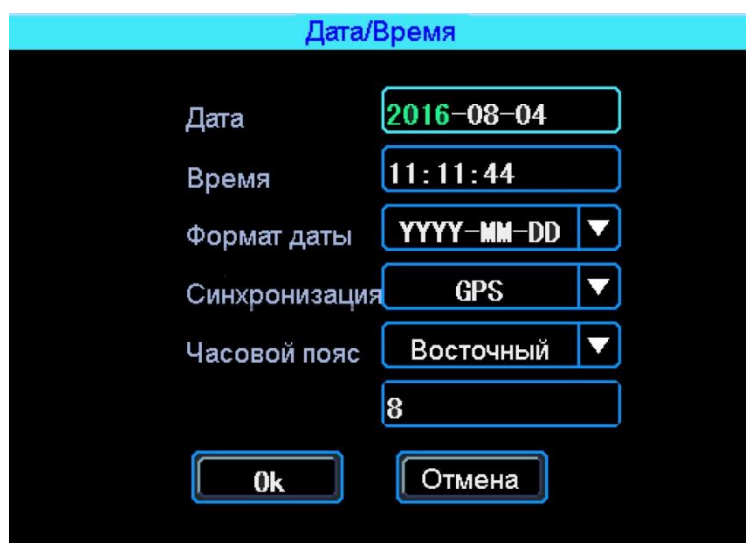 Дата/Время
Дата 2016-08-04
Время 11:11:44
Формат даты YYYY-MM-DD
Синхронизация GPS
Часовой пояс Восточный
8
Ok Отмена